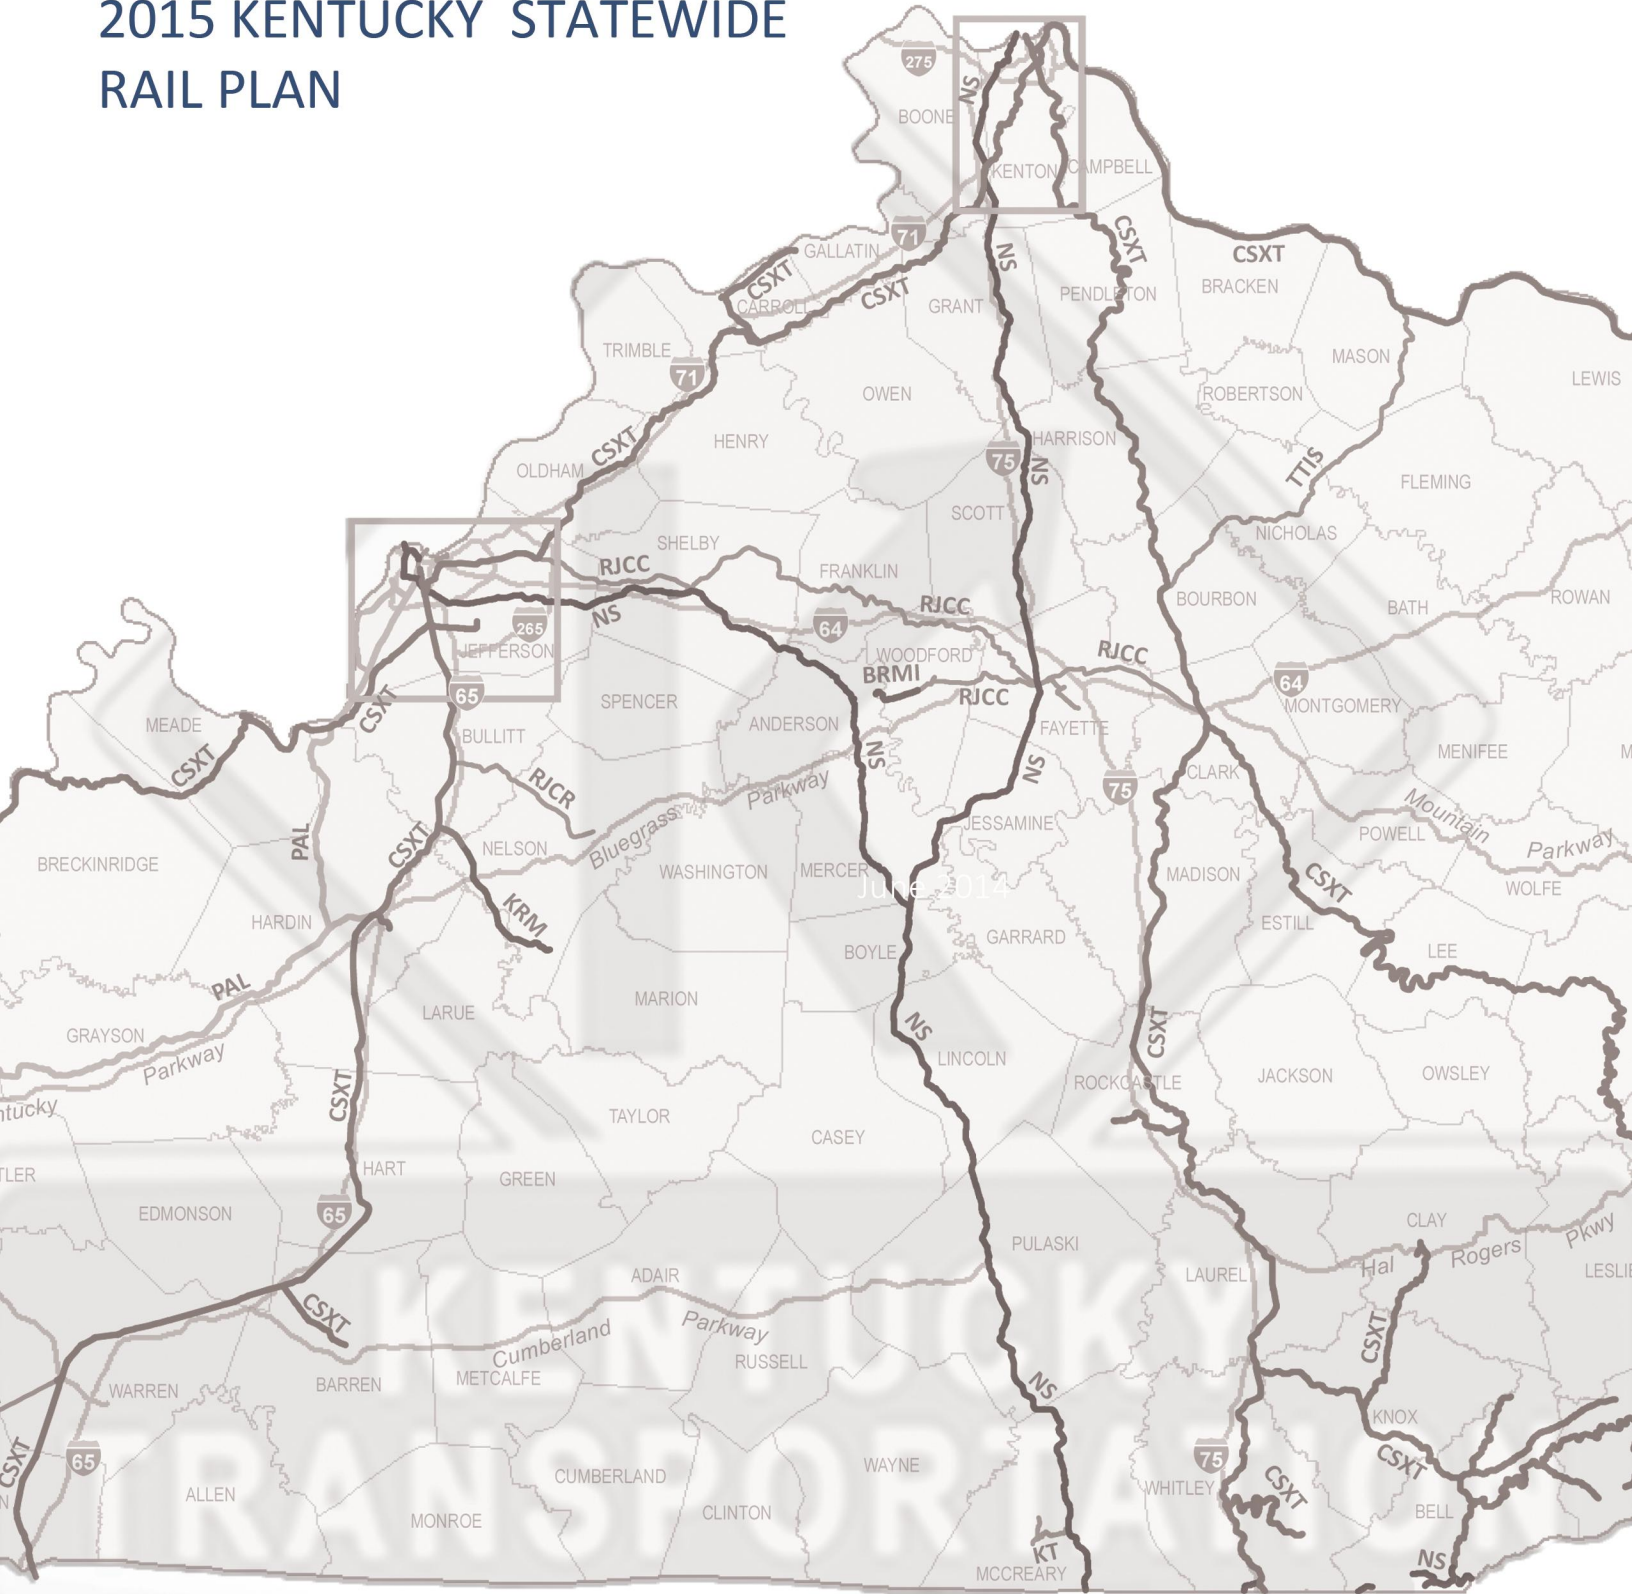 2015 KENTUCKY STATEWIDE
RAIL PLAN
275
NS
BOONE
KENTON
CAMPBELL
71
GALLATIN
NS
CSXT
CSXT
CSXT
CARROLL
CSXT
GRANT
PENDLETON
BRACKEN
TRIMBLE
71
OWEN
MASON
ROBERTSON
LEWIS
HENRY
HARRISON
CSXT
OLDHAM
75
NS
TTIS
FLEMING
SCOTT
SHELBY
NICHOLAS
RJCC
FRANKLIN
RJCC
BOURBON
BATH
ROWAN
NS
265
64
JEFFERSON
WOODFORD
RJCC
BRMI
RJCC
64
65
CSXT
SPENCER
ANDERSON
FAYETTE
MONTGOMERY
MEADE
BULLITT
NS
MENIFEE
M
CSXT
NS
CLARK
RJCR
Parkway
75
Mountain
Parkway
PAL
CSXT
Bluegrass
JESSAMINE
POWELL
BRECKINRIDGE
NELSON
WASHINGTON
MERCER
June 2014
MADISON
CSXT
WOLFE
HARDIN
KRM
GARRARD
ESTILL
BOYLE
LEE
PAL
MARION
LARUE
GRAYSON
NS
CSXT
Parkway
LINCOLN
ntucky
CSXT
ROCKCASTLE
JACKSON
OWSLEY
TAYLOR
CASEY
TLER
HART
GREEN
EDMONSON
65
CLAY
PULASKI
Hal
Rogers
Pkwy
KENTUCKY
ADAIR
LAUREL
LESLIE
CSXT
Cumberland
Parkway
CSXT
RUSSELL
METCALFE
BARREN
WARREN
NS
KNOX
CSXT
65
TRANSPORTATION
CUMBERLAND
WAYNE
75
CSXT
ALLEN
WHITLEY
CSXT
MONROE
CLINTON
BELL
N
KT
MCCREARY
NS